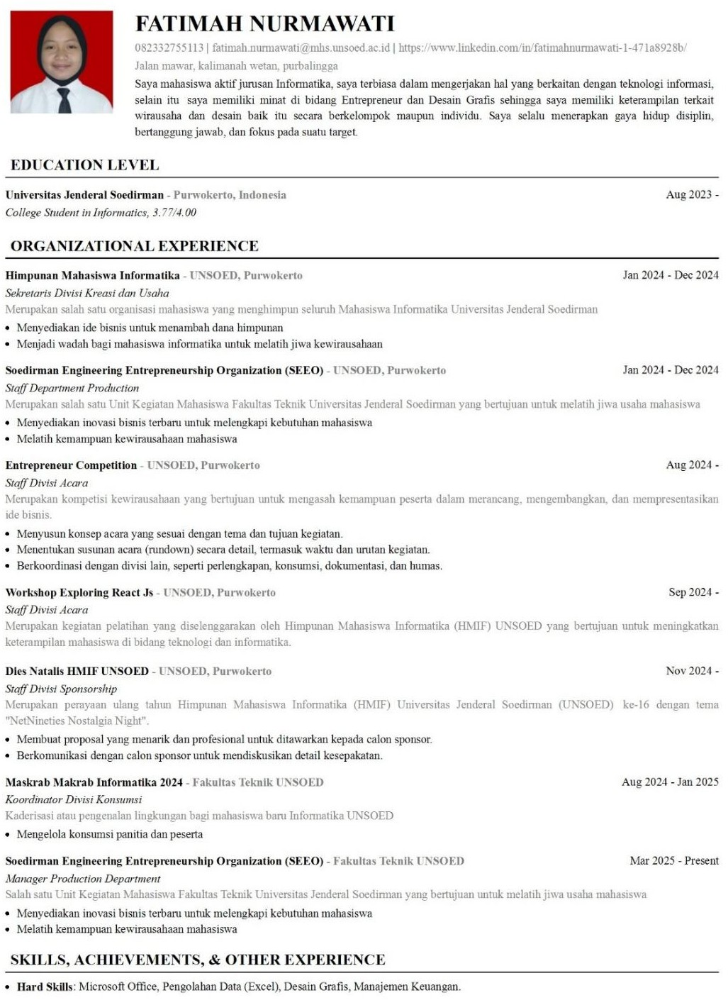 FATIMAH NURMAWATI
082332755113 | fatimah.nurmawati@mhs.unsoed.ac.id | https://www.linkedin.com/in/fatimahnurmawati-1-471a8928b/
Jalan mawar, kalimanah wetan, purbalingga
Saya mahasiswa aktif jurusan Informatika, saya terbiasa dalam mengerjakan hal yang berkaitan dengan teknologi informasi,
selain itu saya memiliki minat di bidang Entrepreneur dan Desain Grafis sehingga saya memiliki keterampilan terkait
wirausaha dan desain baik itu secara berkelompok maupun individu. Saya selalu menerapkan gaya hidup disiplin,
bertanggung jawab, dan fokus pada suatu target.
EDUCATION LEVEL
Universitas Jenderal Soedirman - Purwokerto, Indonesia Aug 2023 -
College Student in Informatics, 3.77/4.00
ORGANIZATIONAL EXPERIENCE
Himpunan Mahasiswa Informatika - UNSOED, Purwokerto Jan 2024 - Dec 2024
Sekretaris Divisi Kreasi dan Usaha
Merupakan salah satu organisasi mahasiswa yang menghimpun seluruh Mahasiswa Informatika Universitas Jenderal Soedirman
• Menyediakan ide bisnis untuk menambah dana himpunan
• Menjadi wadah bagi mahasiswa informatika untuk melatih jiwa kewirausahaan
Soedirman Engineering Entrepreneurship Organization (SEEO) - UNSOED, Purwokerto Jan 2024 - Dec 2024
Staff Department Production
Merupakan salah satu Unit Kegiatan Mahasiswa Fakultas Teknik Universitas Jenderal Soedirman yang bertujuan untuk melatih jiwa usaha mahasiswa
• Menyediakan inovasi bisnis terbaru untuk melengkapi kebutuhan mahasiswa
• Melatih kemampuan kewirausahaan mahasiswa
Entrepreneur Competition - UNSOED, Purwokerto Aug 2024 -
Staff Divisi Acara
Merupakan kompetisi kewirausahaan yang bertujuan untuk mengasah kemampuan peserta dalam merancang, mengembangkan, dan mempresentasikan
ide bisnis.
• Menyusun konsep acara yang sesuai dengan tema dan tujuan kegiatan.
• Menentukan susunan acara (rundown) secara detail, termasuk waktu dan urutan kegiatan.
• Berkoordinasi dengan divisi lain, seperti perlengkapan, konsumsi, dokumentasi, dan humas.
Workshop Exploring React Js - UNSOED, Purwokerto Sep 2024 -
Staff Divisi Acara
Merupakan kegiatan pelatihan yang diselenggarakan oleh Himpunan Mahasiswa Informatika (HMIF) UNSOED yang bertujuan untuk meningkatkan
keterampilan mahasiswa di bidang teknologi dan informatika.
Dies Natalis HMIF UNSOED - UNSOED, Purwokerto Nov 2024 -
Staff Divisi Sponsorship
Merupakan perayaan ulang tahun Himpunan Mahasiswa Informatika (HMIF) Universitas Jenderal Soedirman (UNSOED) ke-16 dengan tema
"NetNineties Nostalgia Night".
• Membuat proposal yang menarik dan profesional untuk ditawarkan kepada calon sponsor.
• Berkomunikasi dengan calon sponsor untuk mendiskusikan detail kesepakatan.
Maskrab Makrab Informatika 2024 - Fakultas Teknik UNSOED Aug 2024 - Jan 2025
Koordinator Divisi Konsumsi
Kaderisasi atau pengenalan lingkungan bagi mahasiswa baru Informatika UNSOED
• Mengelola konsumsi panitia dan peserta
Soedirman Engineering Entrepreneurship Organization (SEEO) - Fakultas Teknik UNSOED Mar 2025 - Present
Manager Production Department
Salah satu Unit Kegiatan Mahasiswa Fakultas Teknik Universitas Jenderal Soedirman yang bertujuan untuk melatih jiwa usaha mahasiswa
• Menyediakan inovasi bisnis terbaru untuk melengkapi kebutuhan mahasiswa
• Melatih kemampuan kewirausahaan mahasiswa
SKILLS, ACHIEVEMENTS, & OTHER EXPERIENCE
• Hard Skills: Microsoft Office, Pengolahan Data (Excel), Desain Grafis, Manajemen Keuangan.